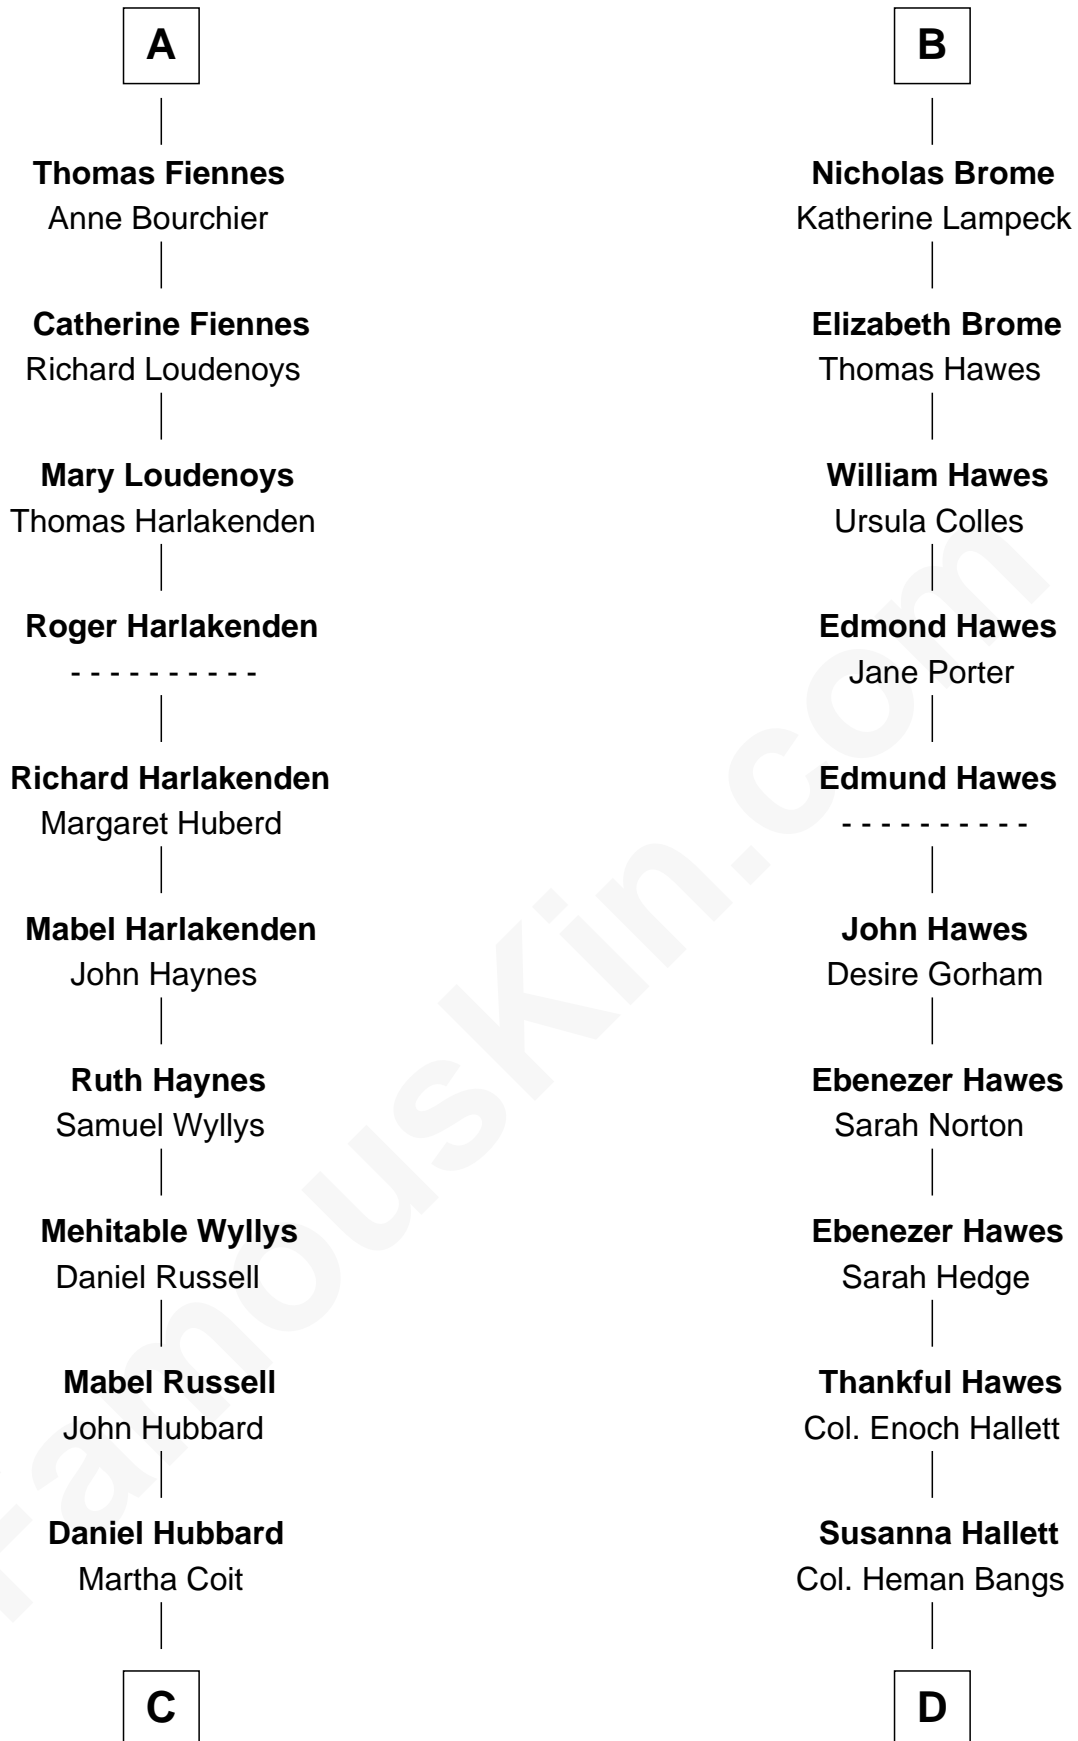 A
Thomas Fiennes
Anne Bourchier
Catherine Fiennes
Richard Loudenoys
Mary Loudenoys
Thomas Harlakenden
Roger Harlakenden
- - - - - - - - - -
Richard Harlakenden
Margaret Huberd
Mabel Harlakenden
John Haynes
Ruth Haynes
Samuel Wyllys
Mehitable Wyllys
Daniel Russell
Mabel Russell
John Hubbard
Daniel Hubbard
Martha Coit
C
B
Nicholas Brome
Katherine Lampeck
Elizabeth Brome
Thomas Hawes
William Hawes
Ursula Colles
Edmond Hawes
Jane Porter
Edmund Hawes
- - - - - - - - - -
John Hawes
Desire Gorham
Ebenezer Hawes
Sarah Norton
Ebenezer Hawes
Sarah Hedge
Thankful Hawes
Col. Enoch Hallett
Susanna Hallett
Col. Heman Bangs
D
FamousKin.com